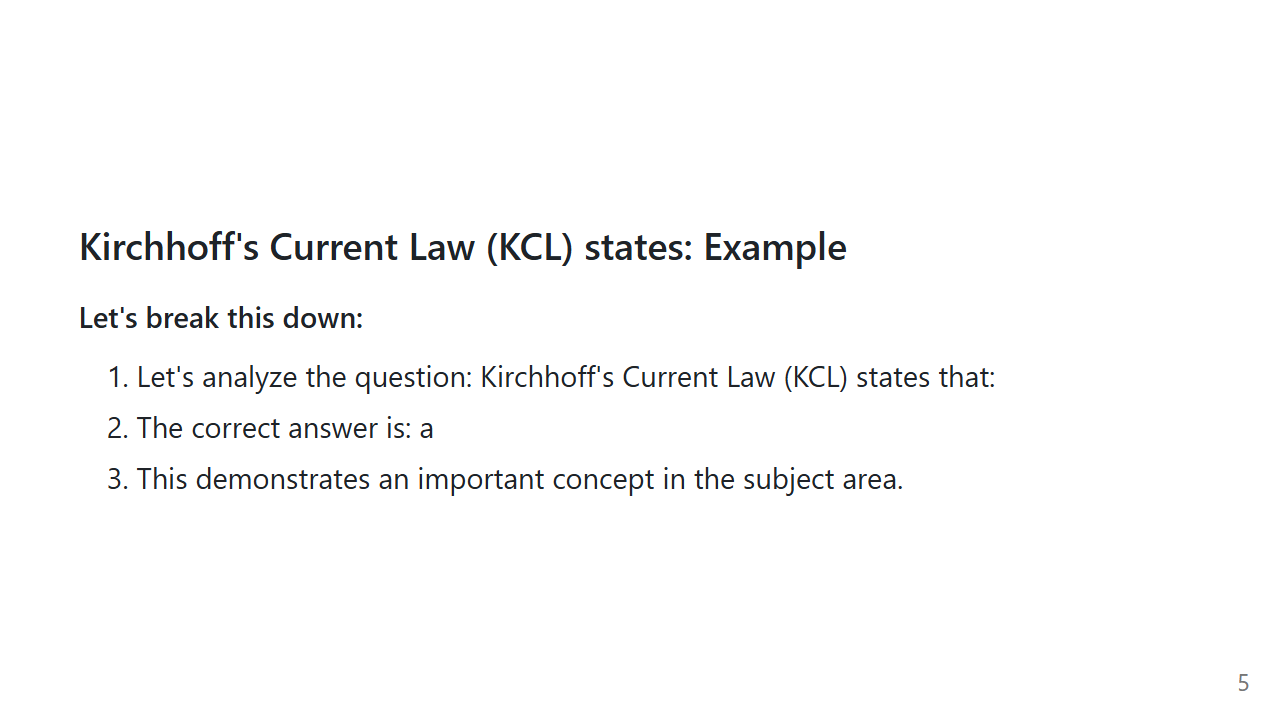 Kirchhoff's Current Law (KCL) states: Example
Let's break this down:
1. Let's analyze the question: Kirchhoff's Current Law (KCL) states that:
2. The correct answer is: a
3. This demonstrates an important concept in the subject area.
5